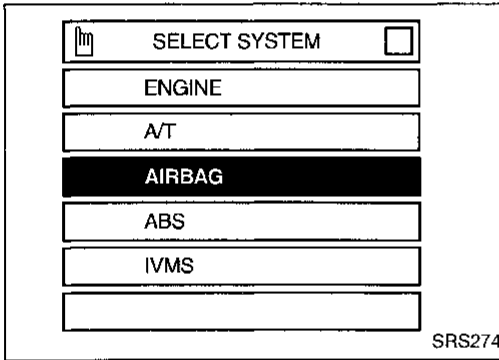 SELECT SYSTEM
ENGINE
A/T
AIRBAG
ABS
IVMS
SRS274